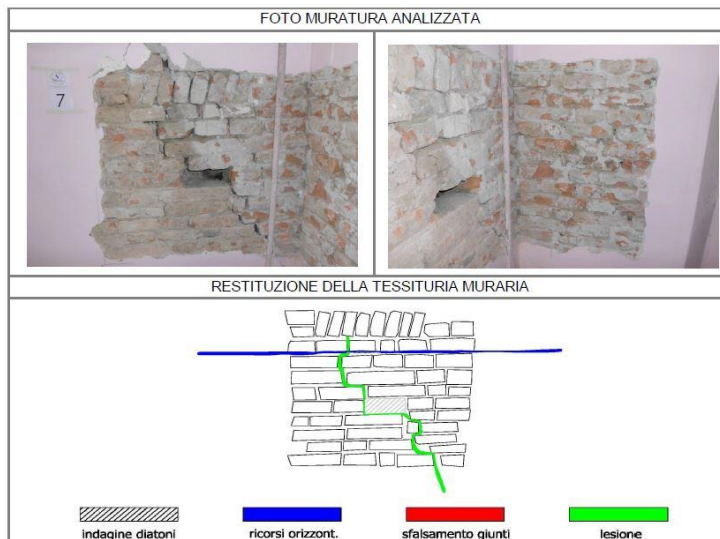 FOTO MURATURA ANALIZZATA
7
RESTITUZIONE DELLA TESSITURIA MURARIA
indagine diatoni
ricorsi orizzont.
sfalsamento giunti
lesione